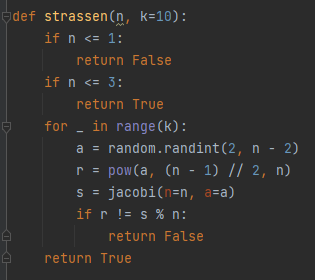 def strassen(n, k=10):
    if n <= 1:
        return False
    if n <= 3:
        return True
    for _ in range(k):
        a = random.randint(2, n - 2)
        r = pow(a, (n - 1) // 2, n)
        s = jacobi(n=n, a=a)
        if r != s % n:
            return False
    return True